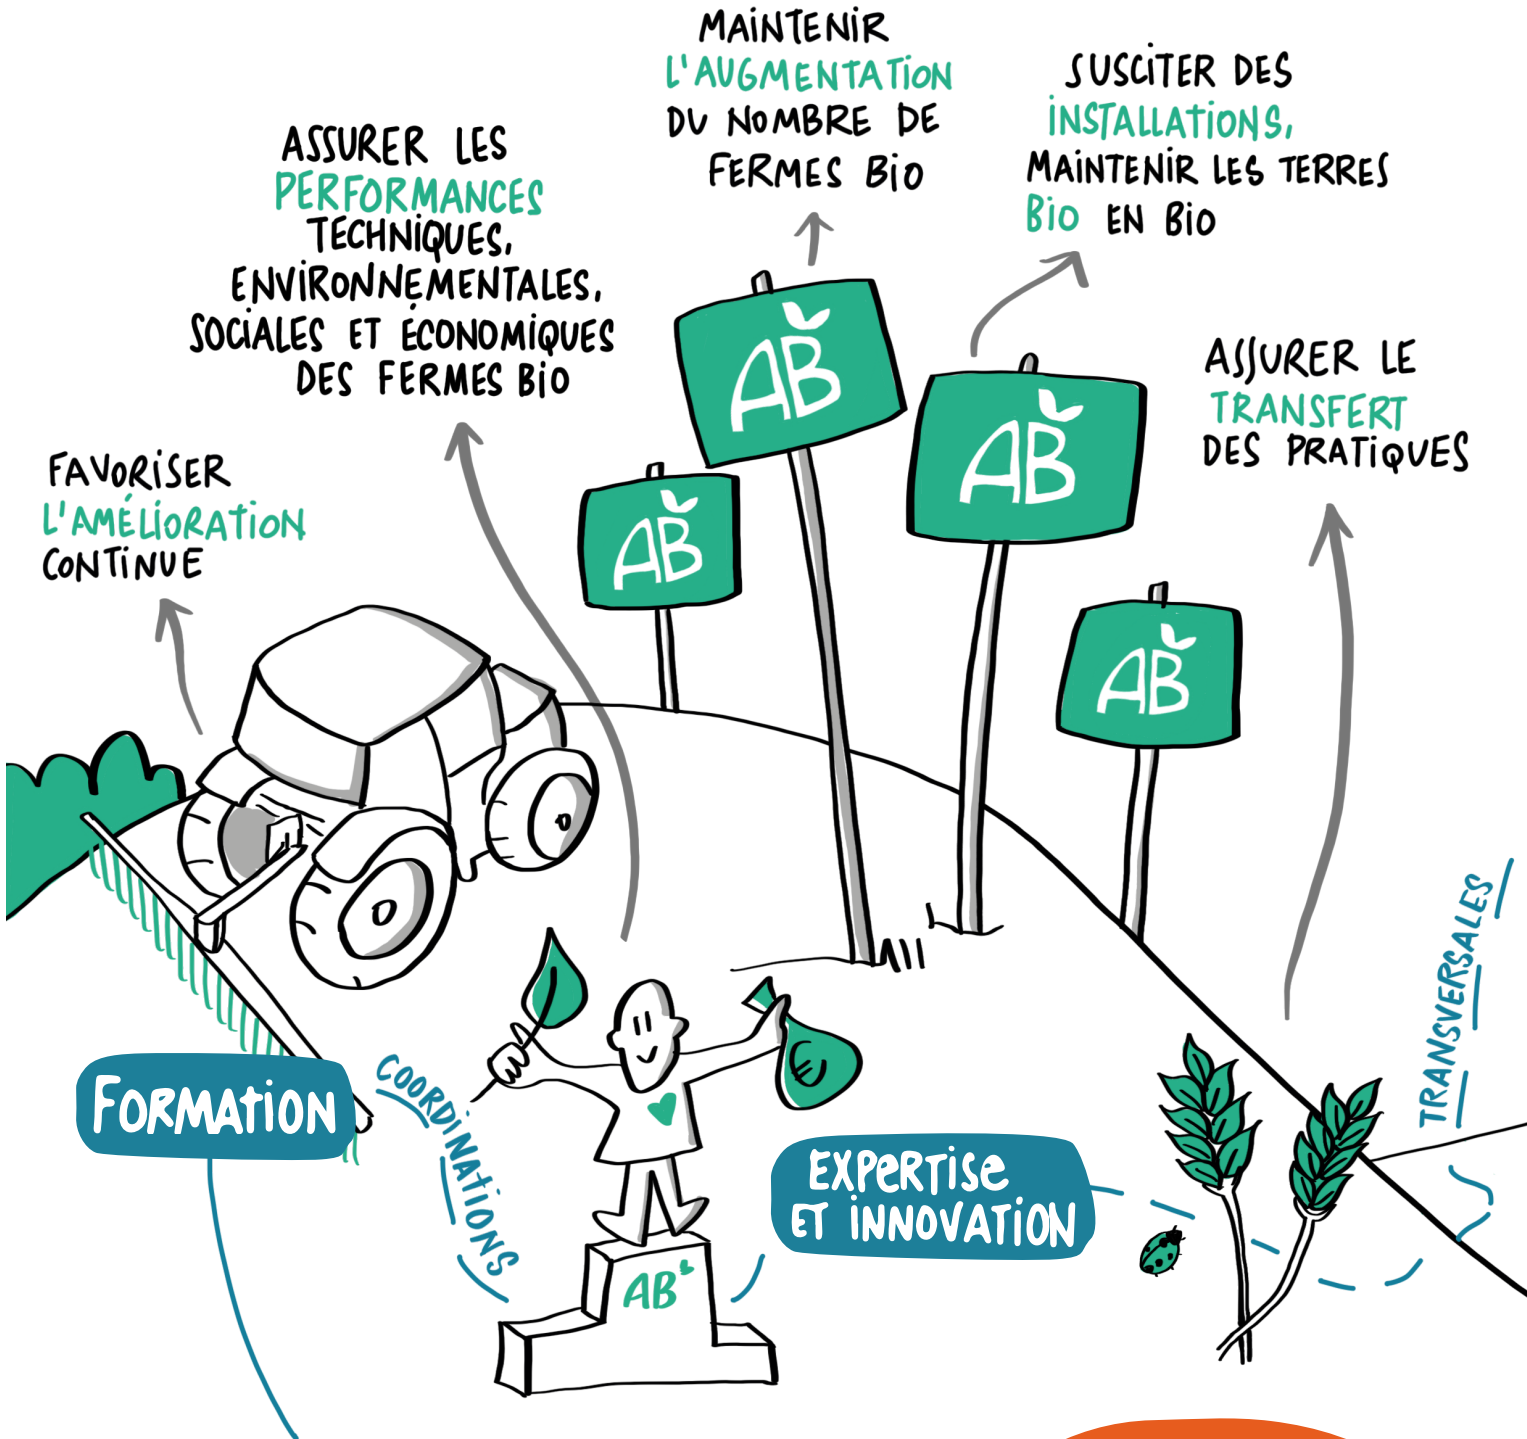 MAINTENIR
L'AUGMENTATION
DU NOMBRE DE
FERMES BIO
SUSCITER DES
INSTALLATIONS,
MAINTENIR LES TERRES
BIO EN BIO
ASSURER LES
PERFORMANCES
TECHNIQUES,
ENVIRONNEMENTALES,
SOCIALES ET ÉCONOMIQUES
DES FERMES BIO
ASSURER LE
TRANSFERT
DES PRATIQUES
FAVORISER
L'AMÉLIORATION
CONTINUE
AB
AB
AB
AB
TRANSVERSALES
FORMATION
COORDINATIONS
€
EXPERTISE
ET INNOVATION
AB